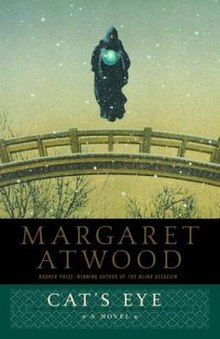 MARGARET
ATWOOD
BOOKER PRIZE–WINNING AUTHOR OF THE BLIND ASSASSIN
CAT'S EYE
A NOVEL